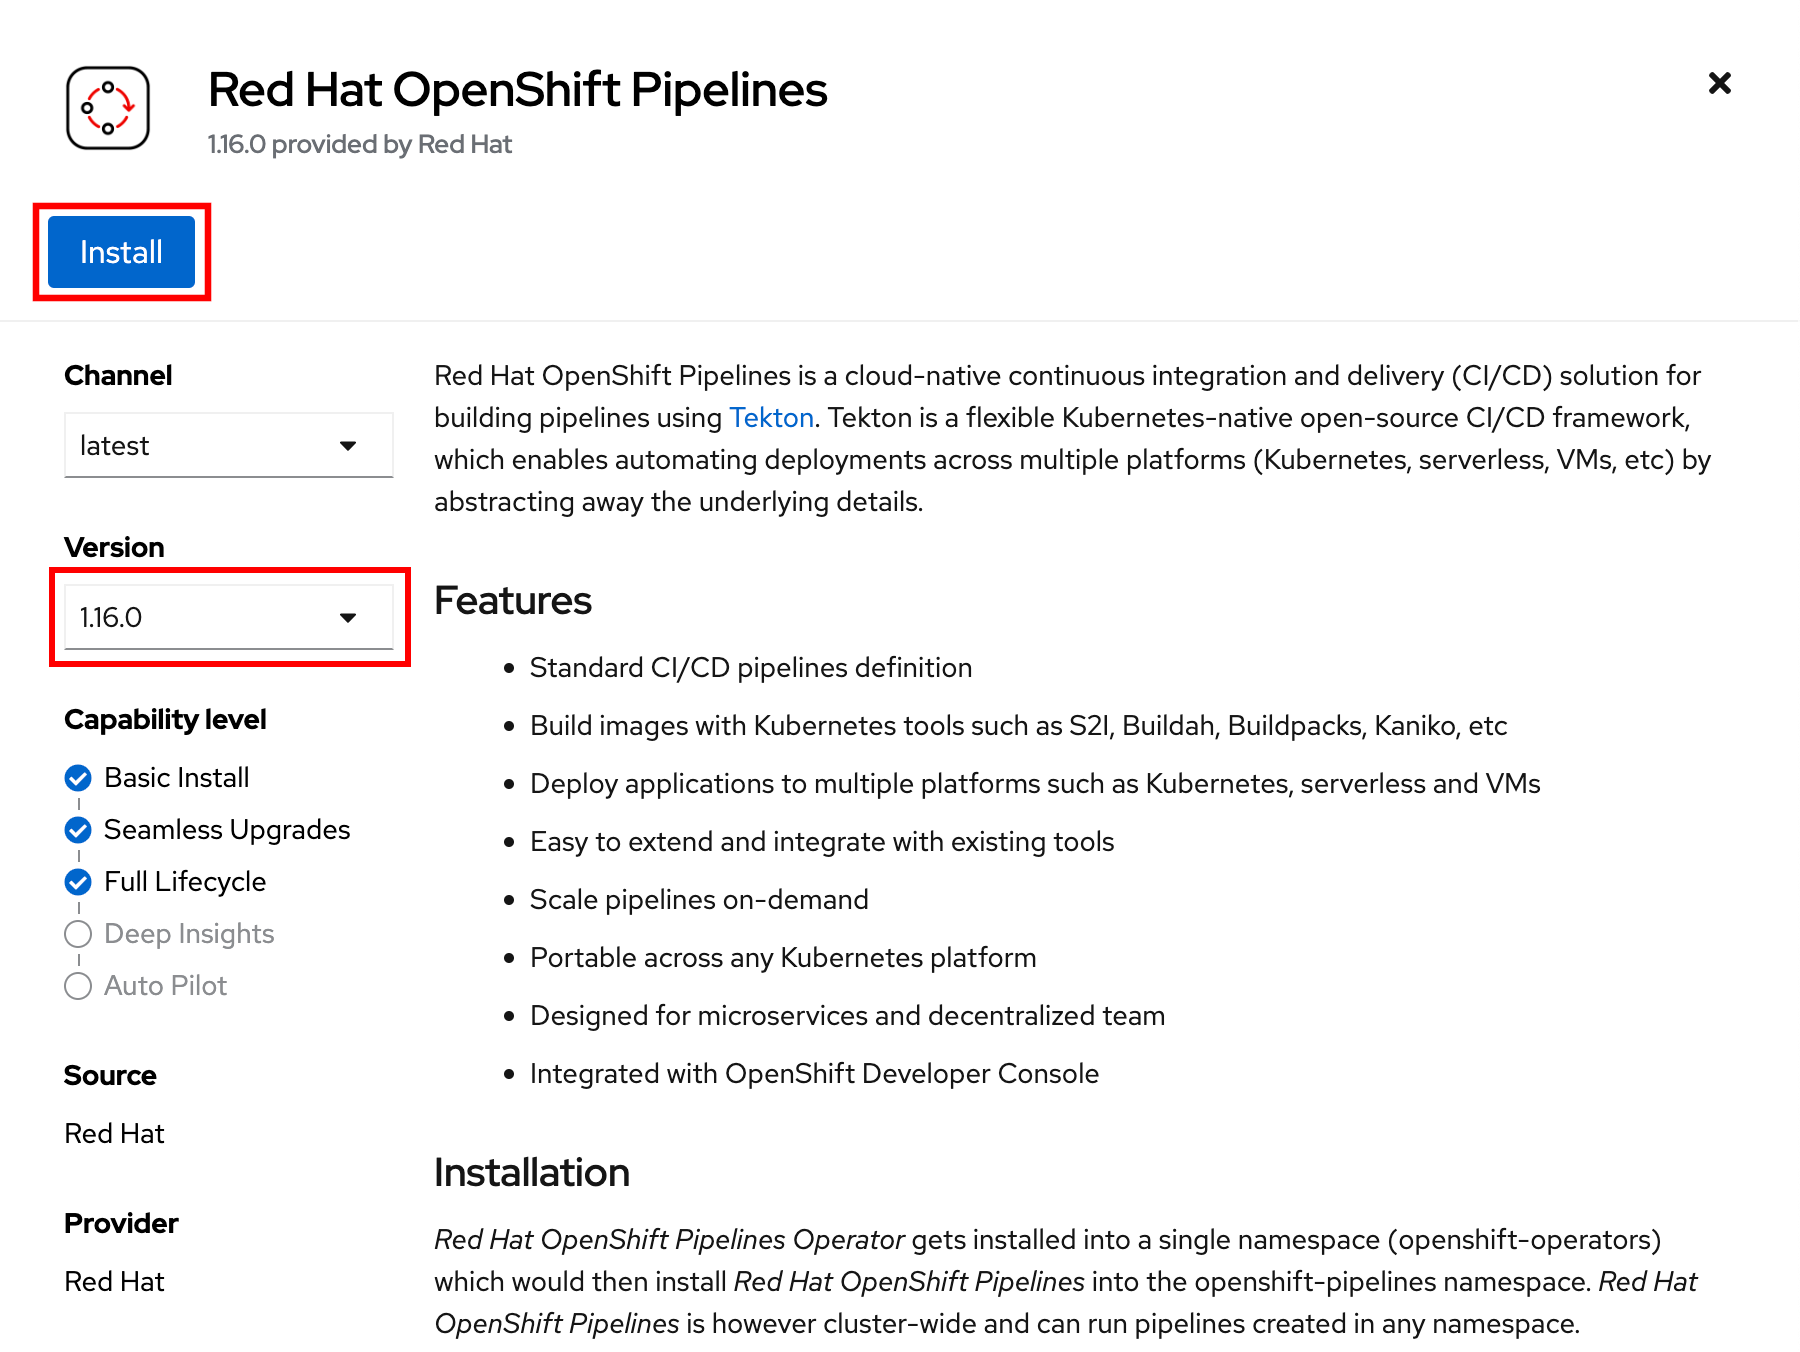 Red Hat OpenShift Pipelines
1.16.0 provided by Red Hat
Install
Channel
latest
Version
1.16.0
Capability level
Basic Install
Seamless Upgrades
Full Lifecycle
Deep Insights
Auto Pilot
Source
Red Hat
Provider
Red Hat
Red Hat OpenShift Pipelines is a cloud-native continuous integration and delivery (CI/CD) solution for
building pipelines using Tekton. Tekton is a flexible Kubernetes-native open-source CI/CD framework,
which enables automating deployments across multiple platforms (Kubernetes, serverless, VMs, etc) by
abstracting away the underlying details.
Features
• Standard CI/CD pipelines definition
• Build images with Kubernetes tools such as S2I, Buildah, Buildpacks, Kaniko, etc
• Deploy applications to multiple platforms such as Kubernetes, serverless and VMs
• Easy to extend and integrate with existing tools
• Scale pipelines on-demand
• Portable across any Kubernetes platform
• Designed for microservices and decentralized team
• Integrated with OpenShift Developer Console
Installation
Red Hat OpenShift Pipelines Operator gets installed into a single namespace (openshift-operators)
which would then install Red Hat OpenShift Pipelines into the openshift-pipelines namespace. Red Hat
OpenShift Pipelines is however cluster-wide and can run pipelines created in any namespace.